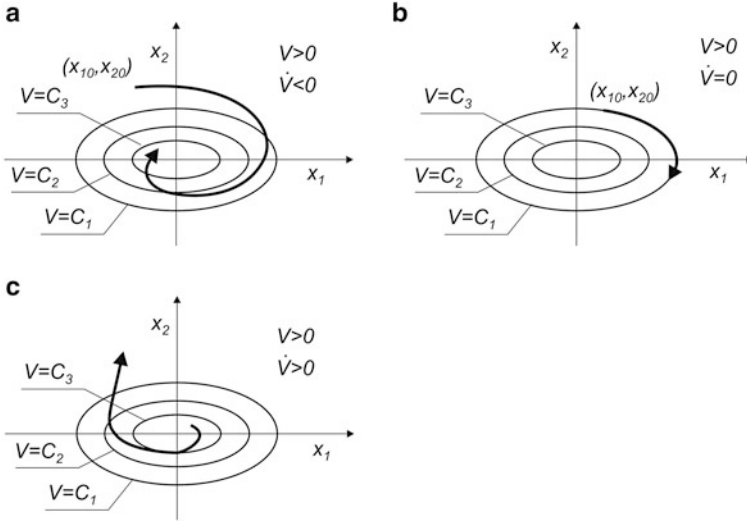 a
x₂
V>0
(x₁₀,x₂₀)
V̇<0
V=C₃
x₁
V=C₂
V=C₁
b
x₂
V>0
V̇=0
(x₁₀,x₂₀)
V=C₃
x₁
V=C₂
V=C₁
c
x₂
V>0
V̇>0
V=C₃
x₁
V=C₂
V=C₁